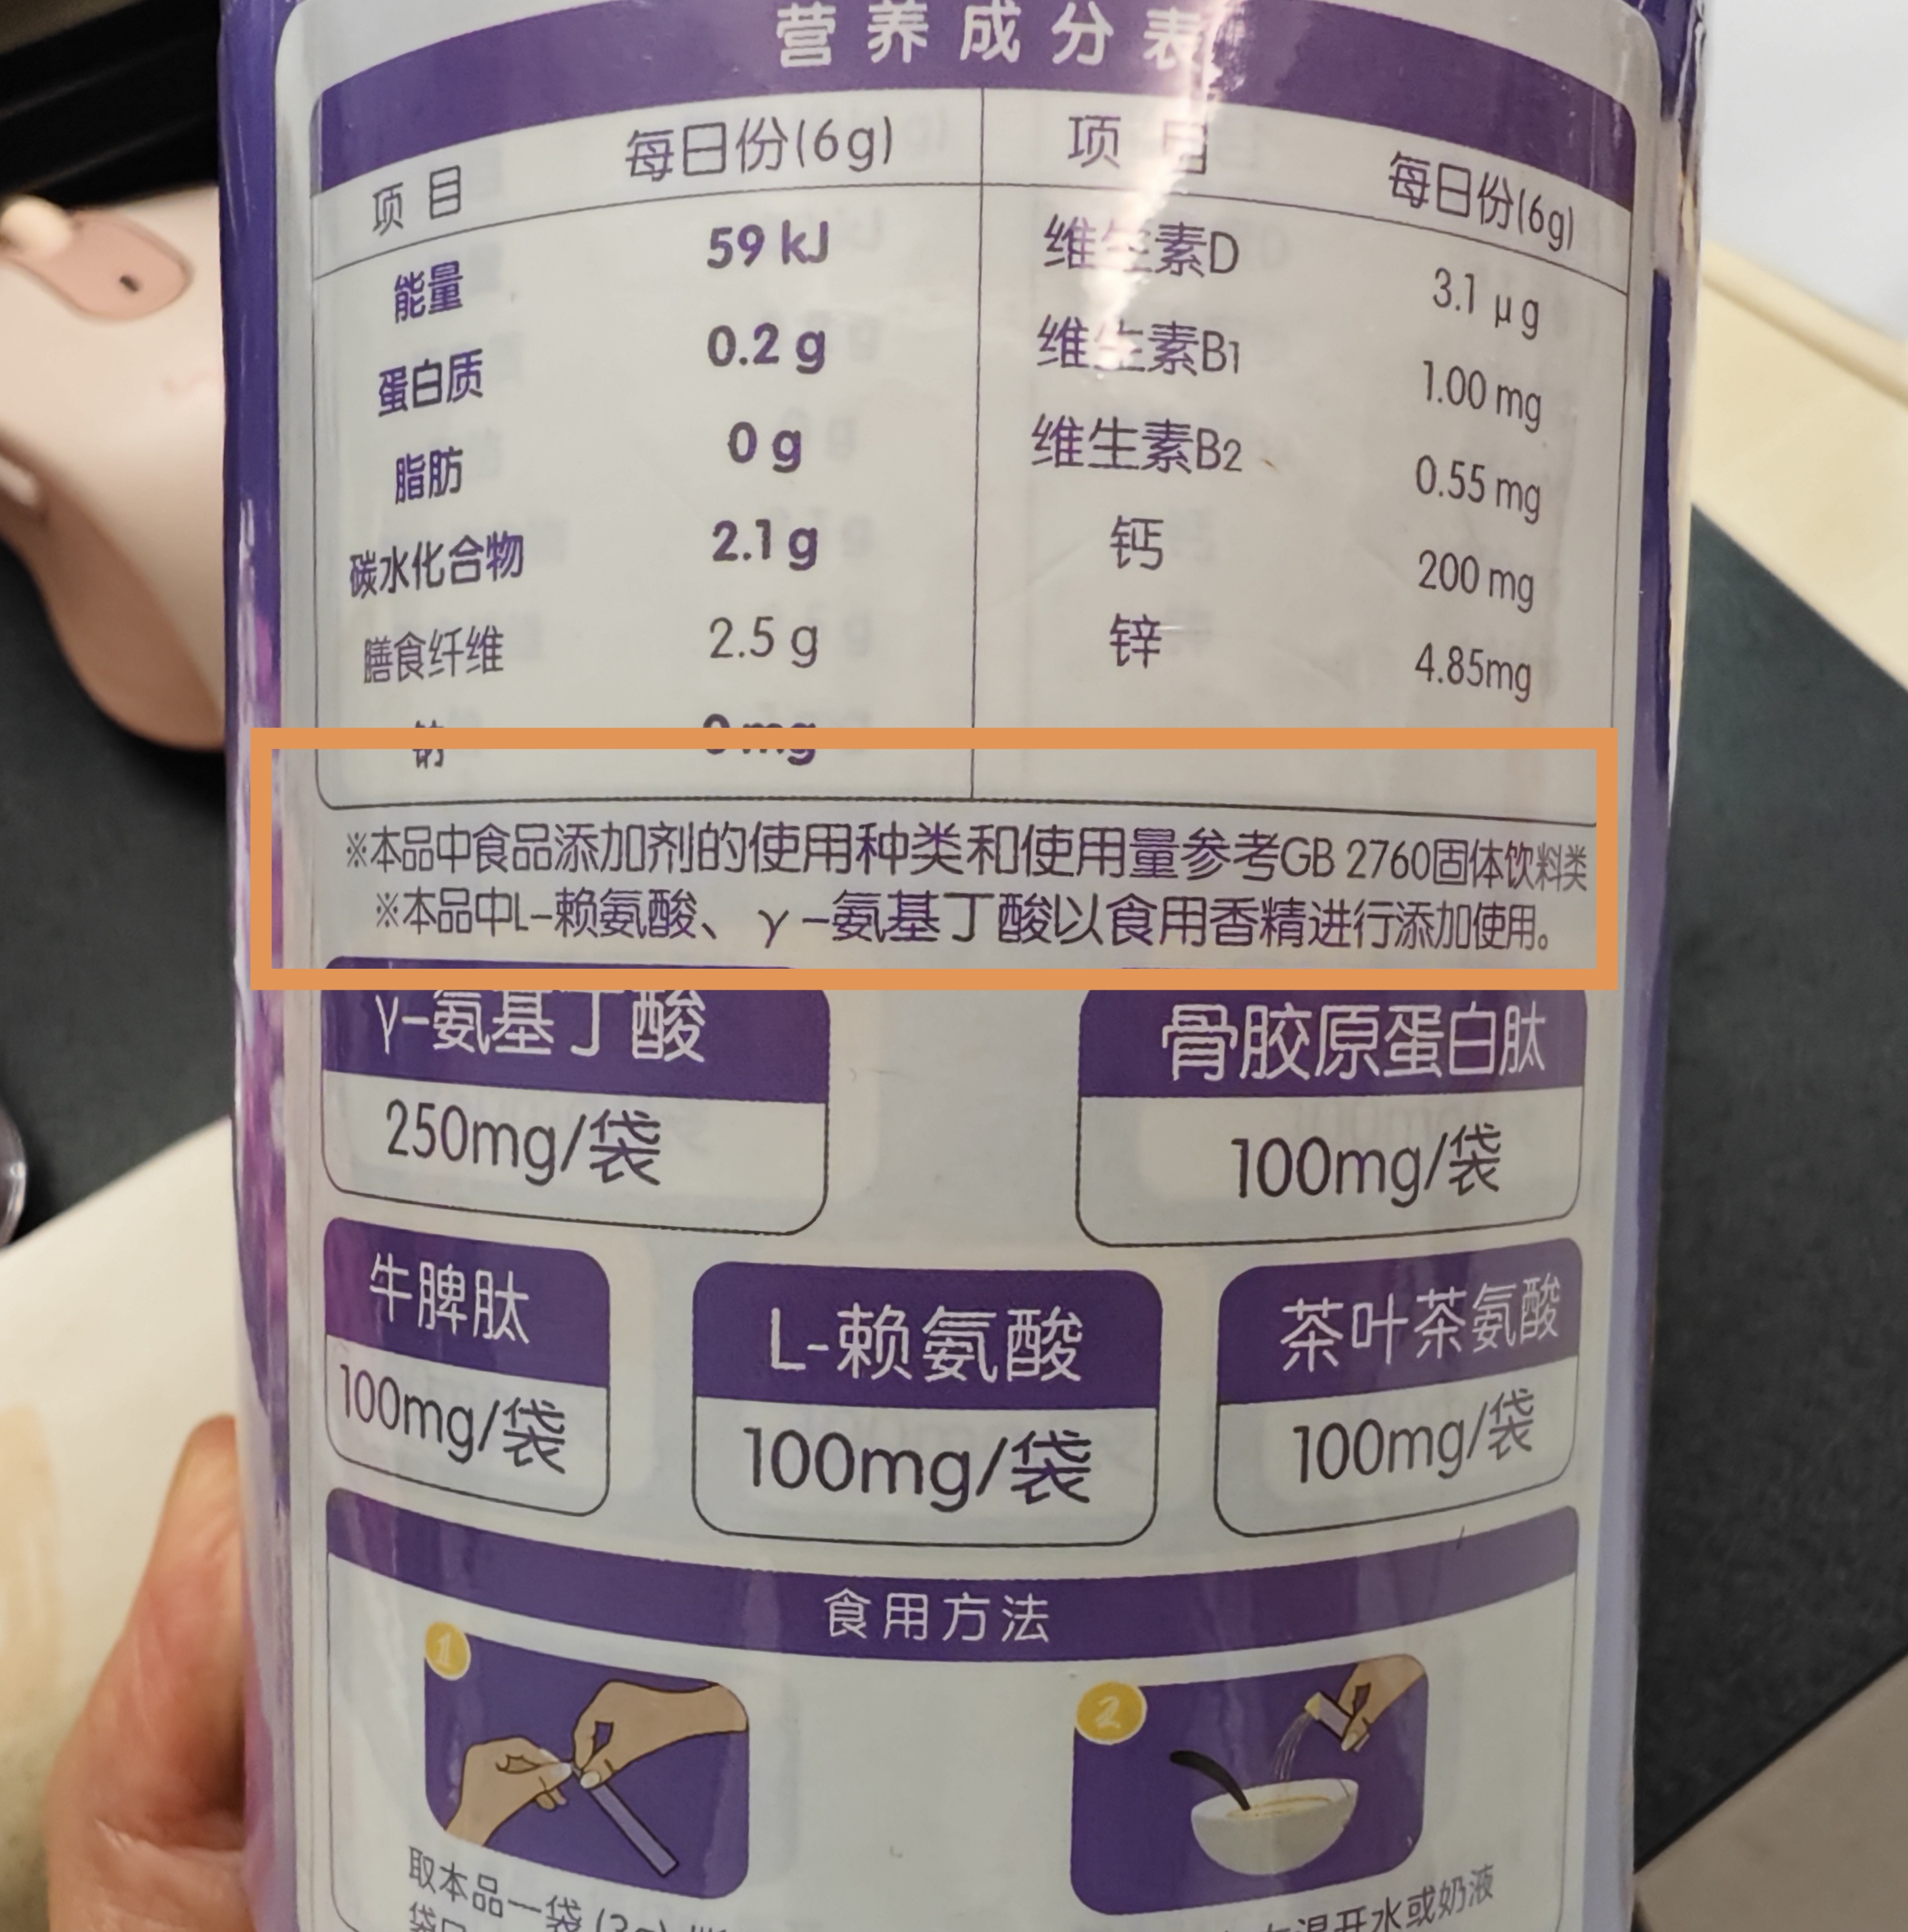 营养成分表
项目 每日份(6g) 项目 每日份(6g)
能量 59 kJ 维生素D 3.1 μg
蛋白质 0.2 g 维生素B1 1.00 mg
脂肪 0 g 维生素B2 0.55 mg
碳水化合物 2.1 g 钙 200 mg
膳食纤维 2.5 g 锌 4.85mg
钠 0 mg
※本品中食品添加剂的使用种类和使用量参考GB 2760固体饮料类
※本品中L-赖氨酸、γ-氨基丁酸以食用香精进行添加使用。
γ-氨基丁酸 骨胶原蛋白肽
250mg/袋 100mg/袋
牛脾肽 L-赖氨酸 茶叶茶氨酸
100mg/袋 100mg/袋 100mg/袋
食用方法
1 2
取本品一袋
温开水或奶液
袋口